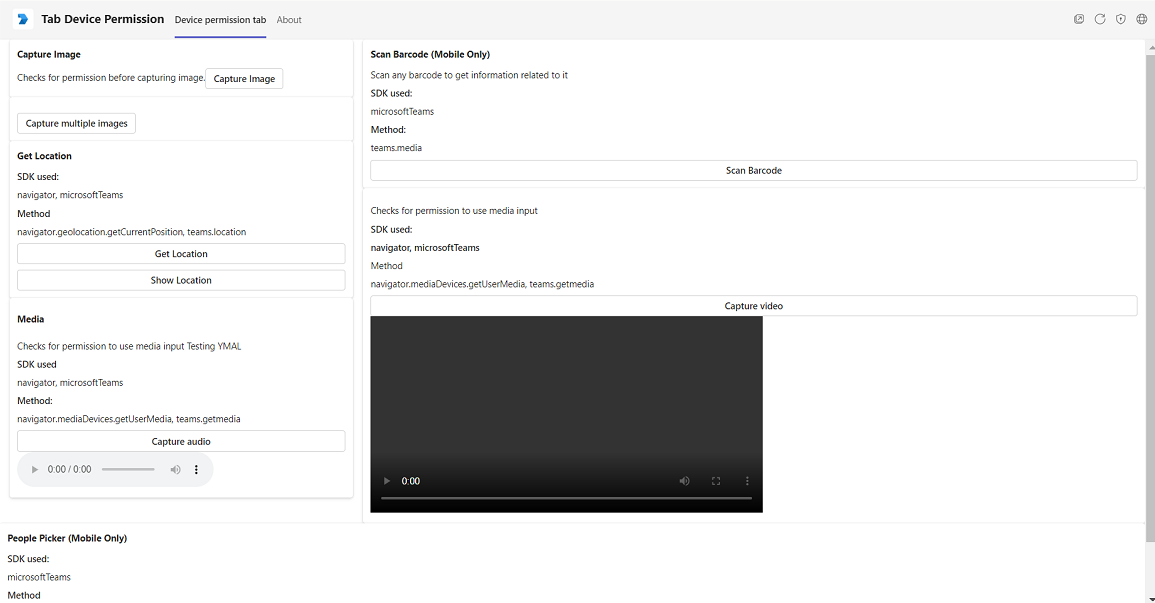 Tab Device Permission Device permission tab About
Capture Image
Checks for permission before capturing image. Capture Image
Capture multiple images
Get Location
SDK used:
navigator, microsoftTeams
Method
navigator.geolocation.getCurrentPosition, teams.location
Get Location
Show Location
Media
Checks for permission to use media input Testing YMAL
SDK used
navigator, microsoftTeams
Method:
navigator.mediaDevices.getUserMedia, teams.getmedia
Capture audio
0:00 / 0:00
Scan Barcode (Mobile Only)
Scan any barcode to get information related to it
SDK used:
microsoftTeams
Method:
teams.media
Scan Barcode
Checks for permission to use media input
SDK used:
navigator, microsoftTeams
Method
navigator.mediaDevices.getUserMedia, teams.getmedia
Capture video
0:00
People Picker (Mobile Only)
SDK used:
microsoftTeams
Method